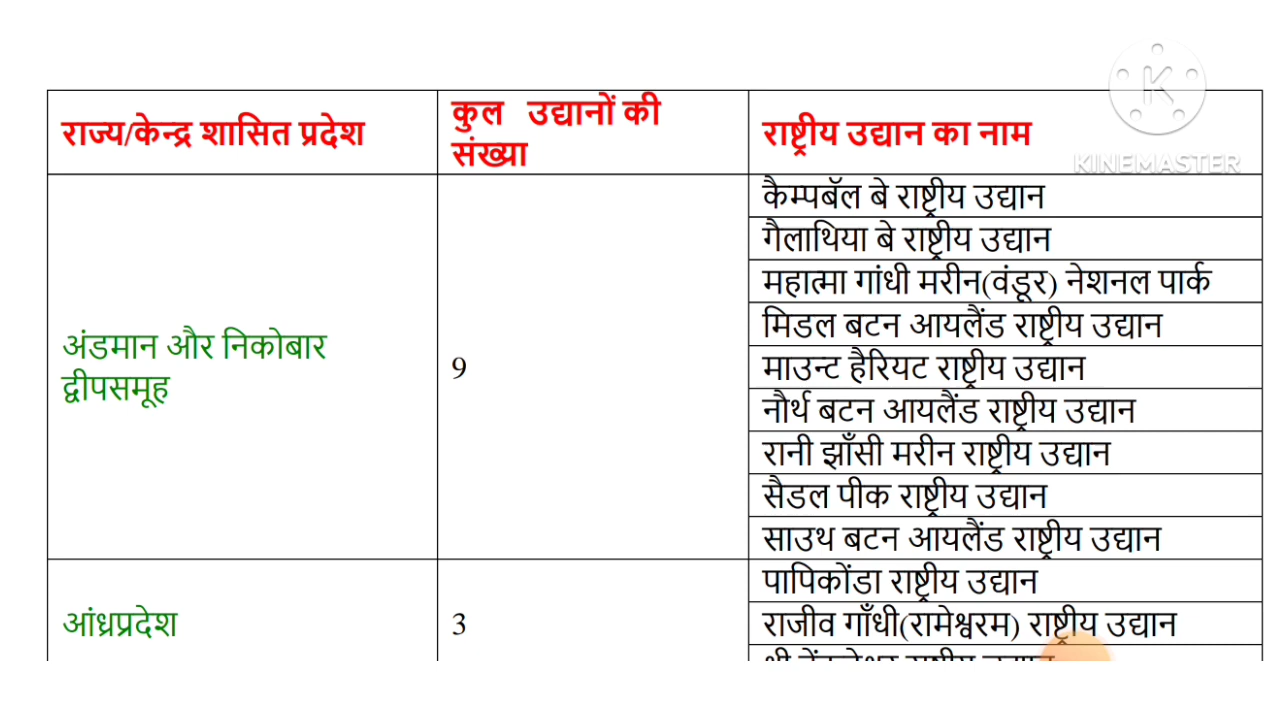 राज्य/केन्द्र शासित प्रदेश
कुल उद्यानों की
संख्या
राष्ट्रीय उद्यान का नाम
KINEMASTER
अंडमान और निकोबार
द्वीपसमूह
9
कैम्पबॅल बे राष्ट्रीय उद्यान
गैलाथिया बे राष्ट्रीय उद्यान
महात्मा गांधी मरीन(वंडूर) नेशनल पार्क
मिडल बटन आयलैंड राष्ट्रीय उद्यान
माउन्ट हैरियट राष्ट्रीय उद्यान
नौर्थ बटन आयलैंड राष्ट्रीय उद्यान
रानी झाँसी मरीन राष्ट्रीय उद्यान
सैडल पीक राष्ट्रीय उद्यान
साउथ बटन आयलैंड राष्ट्रीय उद्यान
आंध्रप्रदेश
3
पापिकोंडा राष्ट्रीय उद्यान
राजीव गाँधी(रामेश्वरम) राष्ट्रीय उद्यान